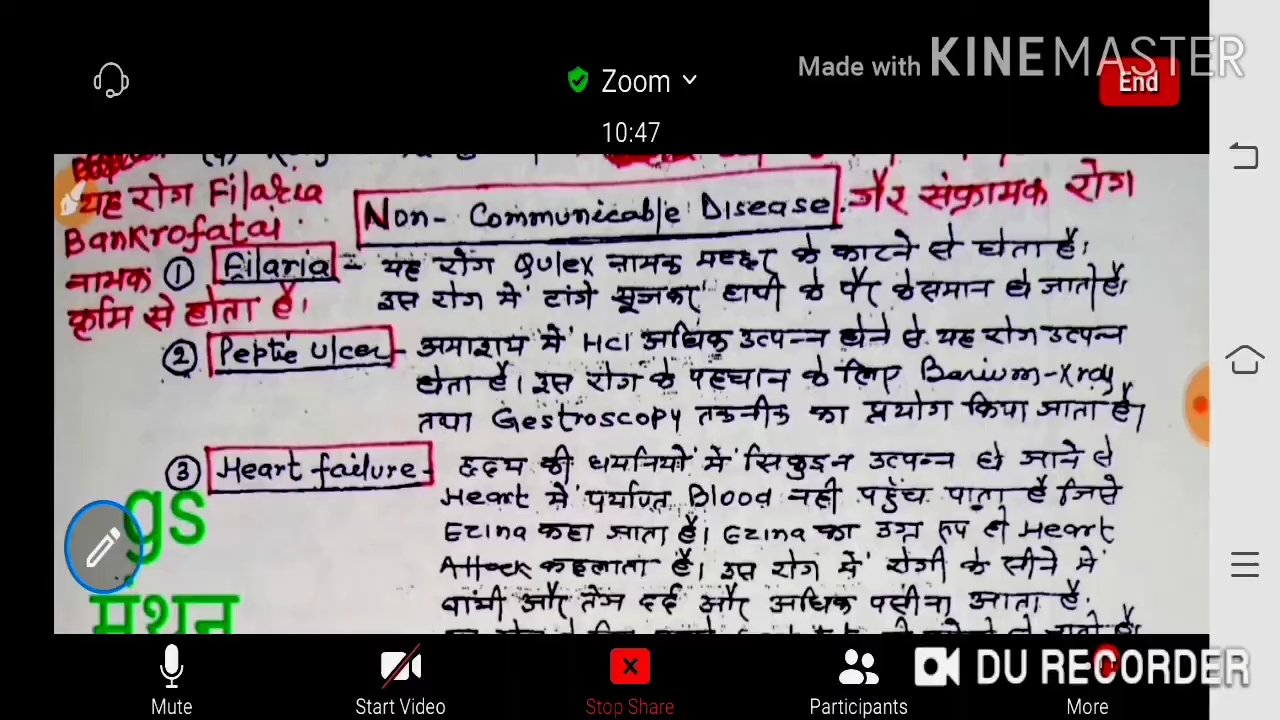 Made with KINEMASTER
Zoom
End
10:47
यह रोग Filaria
Bankrofatai
नामक
कृमि से होता है।
Non- Communicable Disease. गैर संक्रामक रोग
① Filaria - यह रोग Qulex नामक मच्छर के काटने से होता है।
इस रोग में टांगे सूजकर हाथी के पैर के समान हो जाती है।
② Peptic Ulcer - अमाशय में HCl अधिक उत्पन्न होने से यह रोग उत्पन्न
होता है। इस रोग के पहचान के लिए Barium-Xray
तथा Gestroscopy तकनीक का प्रयोग किया जाता है।
③ Heart failure - हृदय की धमनियों में सिकुड़न उत्पन्न हो जाने से
Heart में पर्याप्त Blood नही पहुँच पाता है जिसे
Ezina कहा जाता है। Ezina का उग्र रूप ही Heart
Attack कहलाता है। इस रोग में रोगी के सीने में
बांयी और तेज दर्द और अधिक पसीना आता है.
gs
मंथन
Mute
Start Video
Stop Share
Participants
More
DU RECORDER